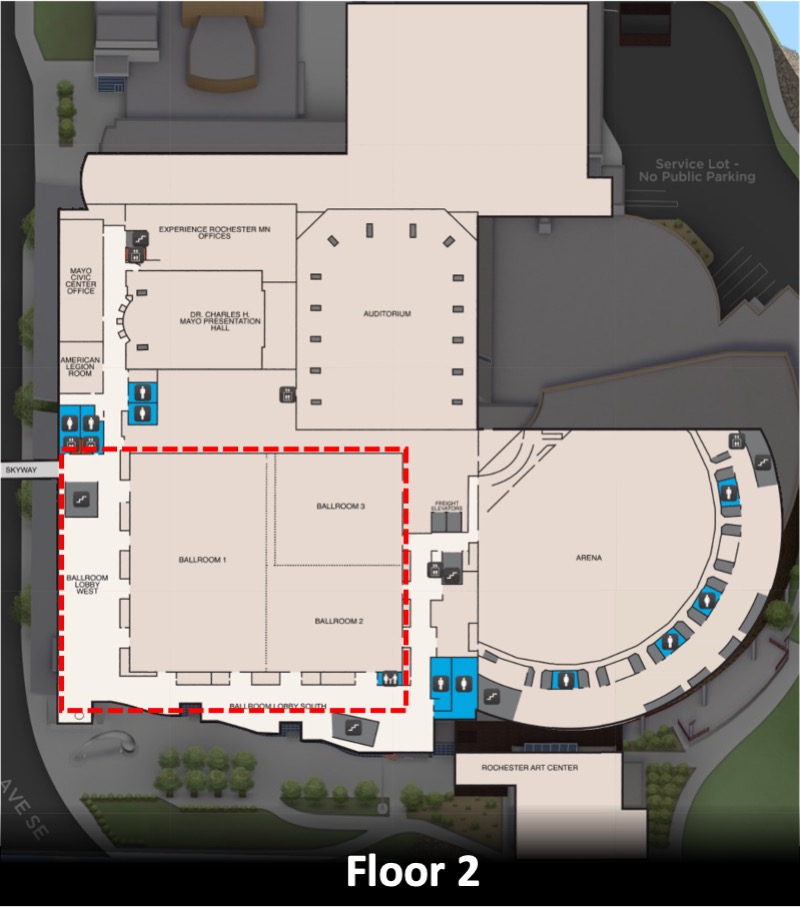 Service Lot -
No Public Parking
EXPERIENCE ROCHESTER MN
OFFICES
MAYO
CIVIC
CENTER
OFFICE
DR. CHARLES H.
MAYO PRESENTATION
HALL
AUDITORIUM
AMERICAN
LEGION
ROOM
SKYWAY
FREIGHT
ELEVATORS
BALLROOM 3
BALLROOM 1
ARENA
BALLROOM
LOBBY
WEST
BALLROOM 2
BALLROOM LOBBY SOUTH
ROCHESTER ART CENTER
AVE SE
Floor 2